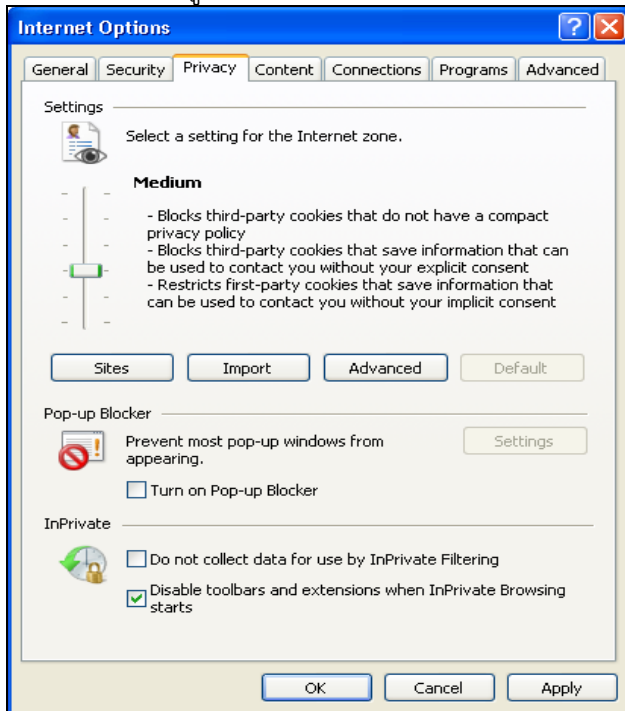 Internet Options
General Security Privacy Content Connections Programs Advanced
Settings
Select a setting for the Internet zone.
Medium
- Blocks third-party cookies that do not have a compact
privacy policy
- Blocks third-party cookies that save information that can
be used to contact you without your explicit consent
- Restricts first-party cookies that save information that
can be used to contact you without your implicit consent
Sites Import Advanced Default
Pop-up Blocker
Prevent most pop-up windows from
appearing.
Settings
Turn on Pop-up Blocker
InPrivate
Do not collect data for use by InPrivate Filtering
Disable toolbars and extensions when InPrivate Browsing
starts
OK Cancel Apply